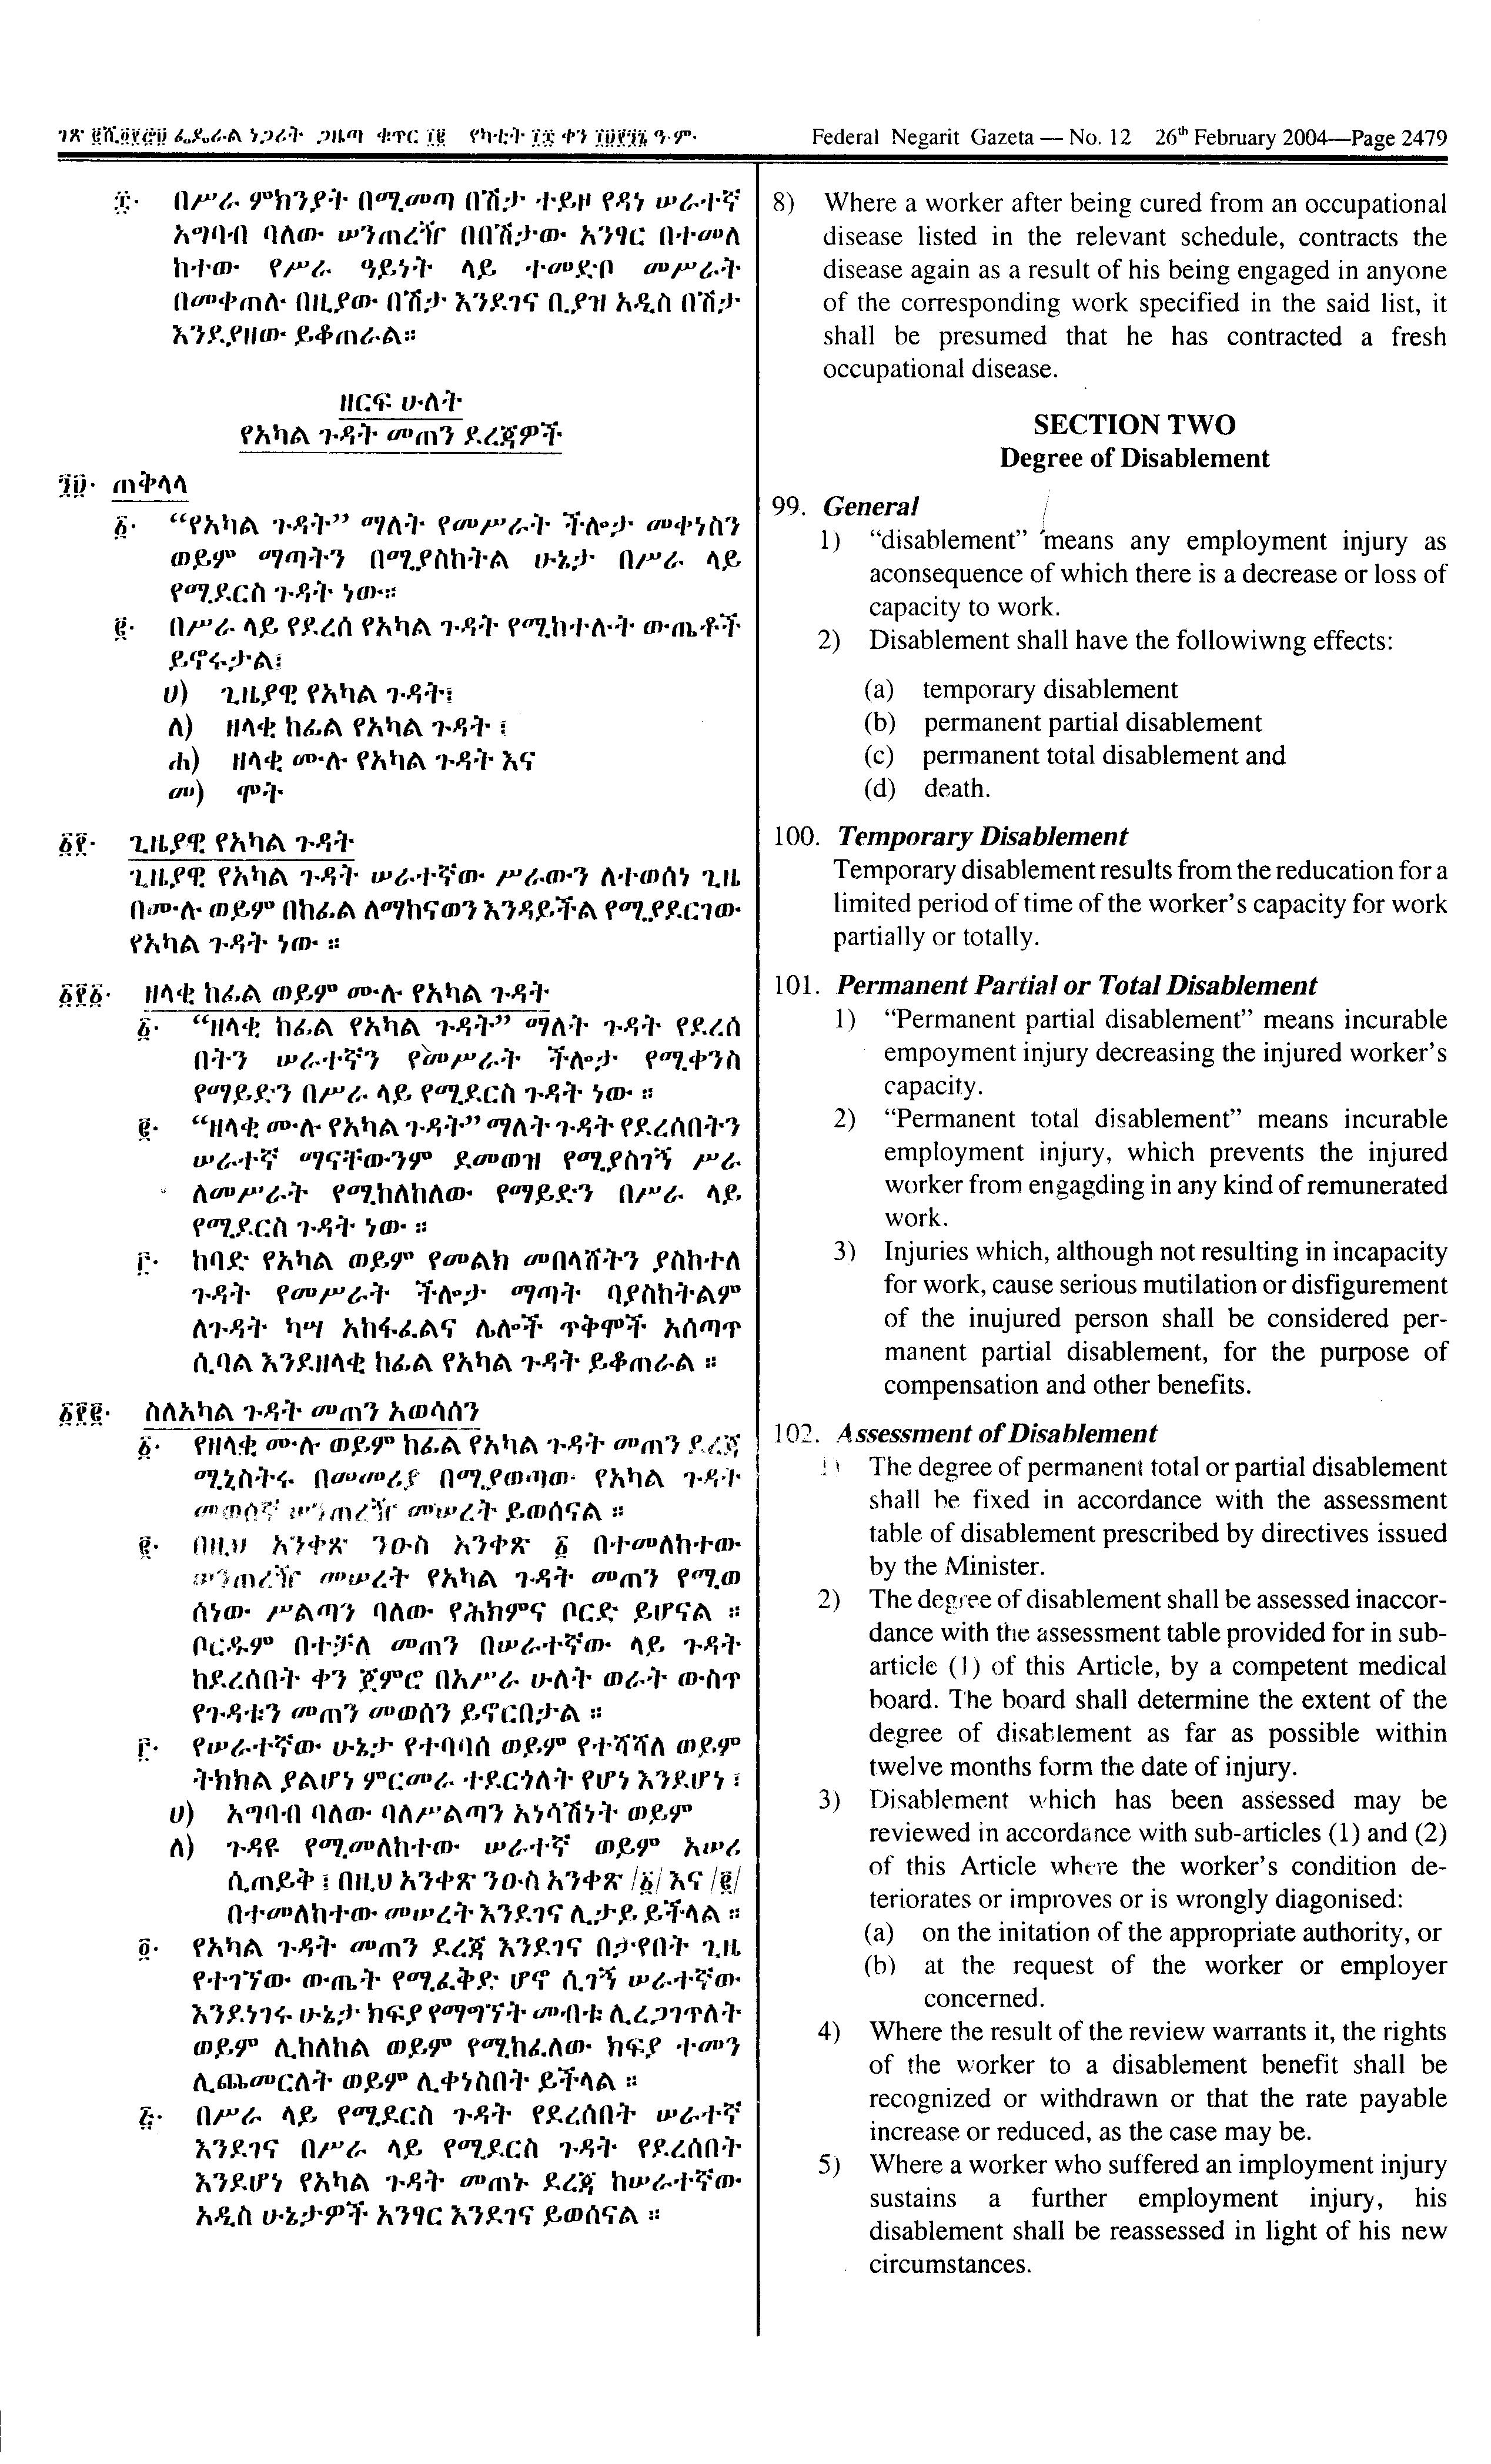 ገጽ ፪ሺ፬፻፸፱ ፌዴራል ነጋሪት ጋዜጣ ቁጥር ፲፪ የካቲት ፲፰ ቀን ፲፱፻፺፮ ዓ·ም·
፰· በሥራ ምክንያት በሚመጣ በሽታ ተይዞ የዳነ ሠራተኛ
አግባብ ባለው ሠንጠረዥ በበሽታው አንፃር በተመለ
ከተው የሥራ ዓይነት ላይ ተመድቦ መሥራት
በመቀጠሉ በዚያው በሽታ እንደገና ቢያዝ አዲስ በሽታ
እንደያዘው ይቆጠራል።
ዘርፍ ሁለት
የአካል ጉዳት መጠን ደረጃዎች
፺፱· ጠቅላላ
፩· “የአካል ጉዳት” ማለት የመሥራት ችሎታ መቀነስን
ወይም ማጣትን በሚያስከትል ሁኔታ በሥራ ላይ
የሚደርስ ጉዳት ነው።
፪· በሥራ ላይ የደረሰ የአካል ጉዳት የሚከተሉት ውጤቶች
ይኖሩታል፤
ሀ) ጊዜያዊ የአካል ጉዳት፤
ለ) ዘላቂ ከፊል የአካል ጉዳት ፤
ሐ) ዘላቂ ሙሉ የአካል ጉዳት እና
መ) ሞት
፩፻· ጊዜያዊ የአካል ጉዳት
ጊዜያዊ የአካል ጉዳት ሠራተኛው ሥራውን ለተወሰነ ጊዜ
በሙሉ ወይም በከፊል ለማከናወን እንዳይችል የሚያደርገው
የአካል ጉዳት ነው ።
፩፻፩· ዘላቂ ከፊል ወይም ሙሉ የአካል ጉዳት
፩· “ዘላቂ ከፊል የአካል ጉዳት” ማለት ጉዳት የደረሰ
በትን ሠራተኛን የመሥራት ችሎታ የሚቀንስ
የማይድን በሥራ ላይ የሚደርስ ጉዳት ነው ።
፪· “ዘላቂ ሙሉ የአካል ጉዳት” ማለት ጉዳት የደረሰበትን
ሠራተኛ ማናቸውንም ደመወዝ የሚያስገኝ ሥራ
ለመሥራት የሚከለክለው የማይድን በሥራ ላይ
የሚደርስ ጉዳት ነው ።
፫· ከባድ የአካል ወይም የመልክ መበላሸትን ያስከተለ
ጉዳት የመሥራት ችሎታ ማጣት ባያስከትልም
ለጉዳት ካሣ አከፋፈልና ሌሎች ጥቅሞች አሰጣጥ
ሲባል እንደዘላቂ ከፊል የአካል ጉዳት ይቆጠራል ።
፩፻፪· ስለአካል ጉዳት መጠን አወሳሰን
፩· የዘላቂ ሙሉ ወይም ከፊል የአካል ጉዳት መጠን ደረጃ
ሚኒስትሩ በመመሪያ በሚያወጣው የአካል ጉዳት
መወሰኛ ሠንጠረዥ መሠረት ይወሰናል ።
፪· በዚህ አንቀጽ ንዑስ አንቀጽ ፩ በተመለከተው
ሠንጠረዥ መሠረት የአካል ጉዳት መጠን የሚወ
ሰነው ሥልጣን ባለው የሕክምና ቦርድ ይሆናል ።
ቦርዱም በተቻለ መጠን በሠራተኛው ላይ ጉዳት
ከደረሰበት ቀን ጀምሮ በአሥራ ሁለት ወራት ውስጥ
የጉዳቱን መጠን መወሰን ይኖርበታል ።
፫· የሠራተኛው ሁኔታ የተባባሰ ወይም የተሻሻለ ወይም
ትክክል ያልሆነ ምርመራ ተደርጎለት የሆነ እንደሆነ ፤
ሀ) አግባብ ባለው ባለሥልጣን አነሳሽነት ወይም
ለ) ጉዳዩ የሚመለከተው ሠራተኛ ወይም አሠሪ
ሲጠይቅ ፤ በዚህ አንቀጽ ንዑስ አንቀጽ /፩/ እና /፪/
በተመለከተው መሠረት እንደገና ሊታይ ይችላል ።
፬· የአካል ጉዳት መጠን ደረጃ እንደገና በታየበት ጊዜ
የተገኘው ውጤት የሚፈቅድ ሆኖ ሲገኝ ሠራተኛው
እንደነገሩ ሁኔታ ክፍያ የማግኘት መብቱ ሊረጋገጥለት
ወይም ሊከለከል ወይም የሚከፈለው ክፍያ ተመን
ሊጨመርለት ወይም ሊቀነስበት ይችላል ።
፭· በሥራ ላይ የሚደርስ ጉዳት የደረሰበት ሠራተኛ
እንደገና በሥራ ላይ የሚደርስ ጉዳት የደረሰበት
እንደሆነ የአካል ጉዳት መጠኑ ደረጃ ከሠራተኛው
አዲስ ሁኔታዎች አንፃር እንደገና ይወሰናል ።
Federal Negarit Gazeta — No. 12 26th February 2004—Page 2479
8) Where a worker after being cured from an occupational
disease listed in the relevant schedule, contracts the
disease again as a result of his being engaged in anyone
of the corresponding work specified in the said list, it
shall be presumed that he has contracted a fresh
occupational disease.
SECTION TWO
Degree of Disablement
99. General
1) “disablement” means any employment injury as
aconsequence of which there is a decrease or loss of
capacity to work.
2) Disablement shall have the followiwng effects:
(a) temporary disablement
(b) permanent partial disablement
(c) permanent total disablement and
(d) death.
100. Temporary Disablement
Temporary disablement results from the reducation for a
limited period of time of the worker’s capacity for work
partially or totally.
101. Permanent Partial or Total Disablement
1) “Permanent partial disablement” means incurable
empoyment injury decreasing the injured worker’s
capacity.
2) “Permanent total disablement” means incurable
employment injury, which prevents the injured
worker from engagding in any kind of remunerated
work.
3) Injuries which, although not resulting in incapacity
for work, cause serious mutilation or disfigurement
of the inujured person shall be considered per-
manent partial disablement, for the purpose of
compensation and other benefits.
102. Assessment of Disablement
1) The degree of permanent total or partial disablement
shall be fixed in accordance with the assessment
table of disablement prescribed by directives issued
by the Minister.
2) The degree of disablement shall be assessed inaccor-
dance with the assessment table provided for in sub-
article (1) of this Article, by a competent medical
board. The board shall determine the extent of the
degree of disablement as far as possible within
twelve months form the date of injury.
3) Disablement which has been assessed may be
reviewed in accordance with sub-articles (1) and (2)
of this Article where the worker’s condition de-
teriorates or improves or is wrongly diagonised:
(a) on the initation of the appropriate authority, or
(b) at the request of the worker or employer
concerned.
4) Where the result of the review warrants it, the rights
of the worker to a disablement benefit shall be
recognized or withdrawn or that the rate payable
increase or reduced, as the case may be.
5) Where a worker who suffered an imployment injury
sustains a further employment injury, his
disablement shall be reassessed in light of his new
circumstances.